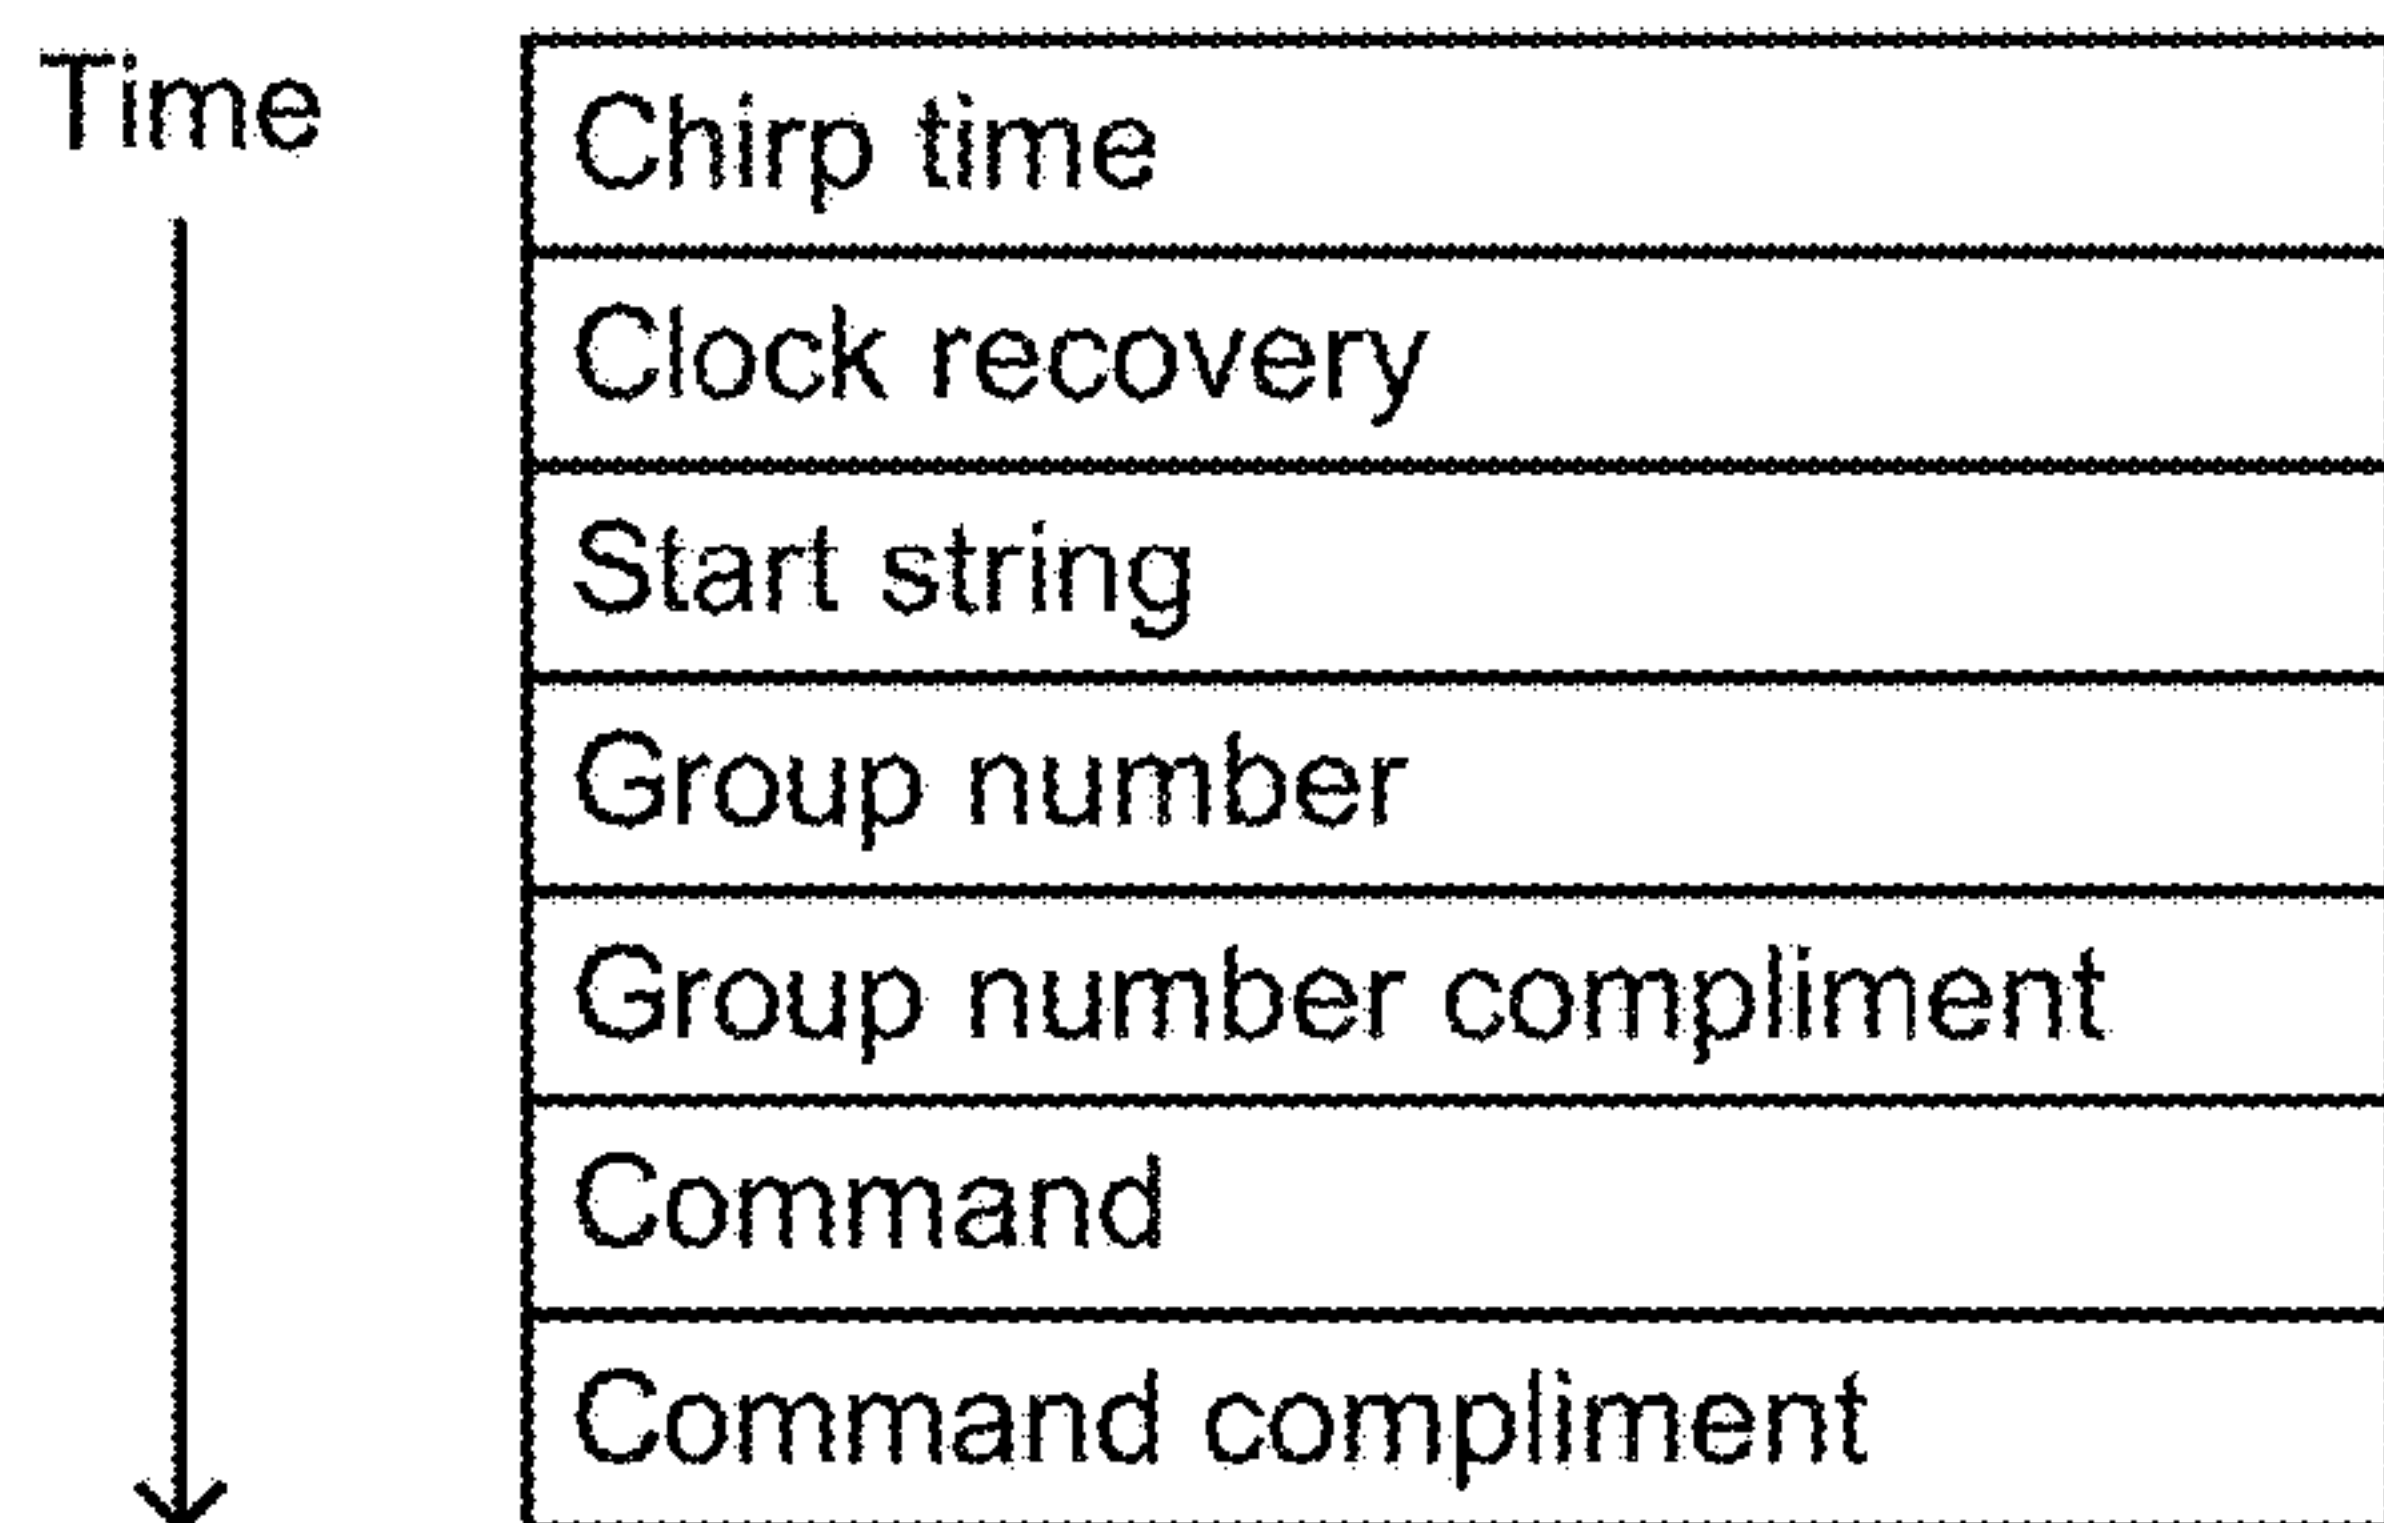 Time
Chirp time
Clock recovery
Start string
Group number
Group number compliment
Command
Command compliment